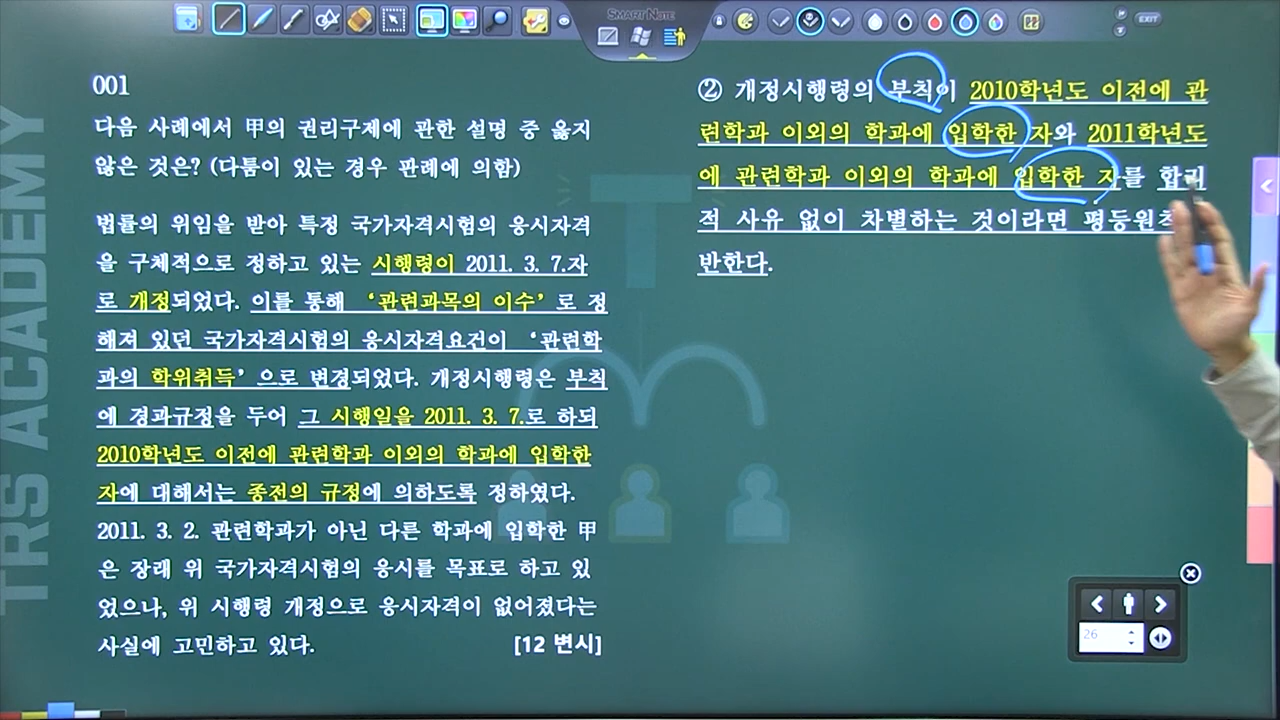 SMART NOTE
EXIT
TRS ACADEMY
001
다음 사례에서 甲의 권리구제에 관한 설명 중 옳지
않은 것은? (다툼이 있는 경우 판례에 의함)
법률의 위임을 받아 특정 국가자격시험의 응시자격
을 구체적으로 정하고 있는 시행령이 2011. 3. 7.자
로 개정되었다. 이를 통해 ‘관련과목의 이수’로 정
해져 있던 국가자격시험의 응시자격요건이 ‘관련학
과의 학위취득’으로 변경되었다. 개정시행령은 부칙
에 경과규정을 두어 그 시행일을 2011. 3. 7.로 하되
2010학년도 이전에 관련학과 이외의 학과에 입학한
자에 대해서는 종전의 규정에 의하도록 정하였다.
2011. 3. 2. 관련학과가 아닌 다른 학과에 입학한 甲
은 장래 위 국가자격시험의 응시를 목표로 하고 있
었으나, 위 시행령 개정으로 응시자격이 없어졌다는
사실에 고민하고 있다. [12 변시]
② 개정시행령의 부칙이 2010학년도 이전에 관
련학과 이외의 학과에 입학한 자와 2011학년도
에 관련학과 이외의 학과에 입학한 자를 합리
적 사유 없이 차별하는 것이라면 평등원칙
반한다.
26